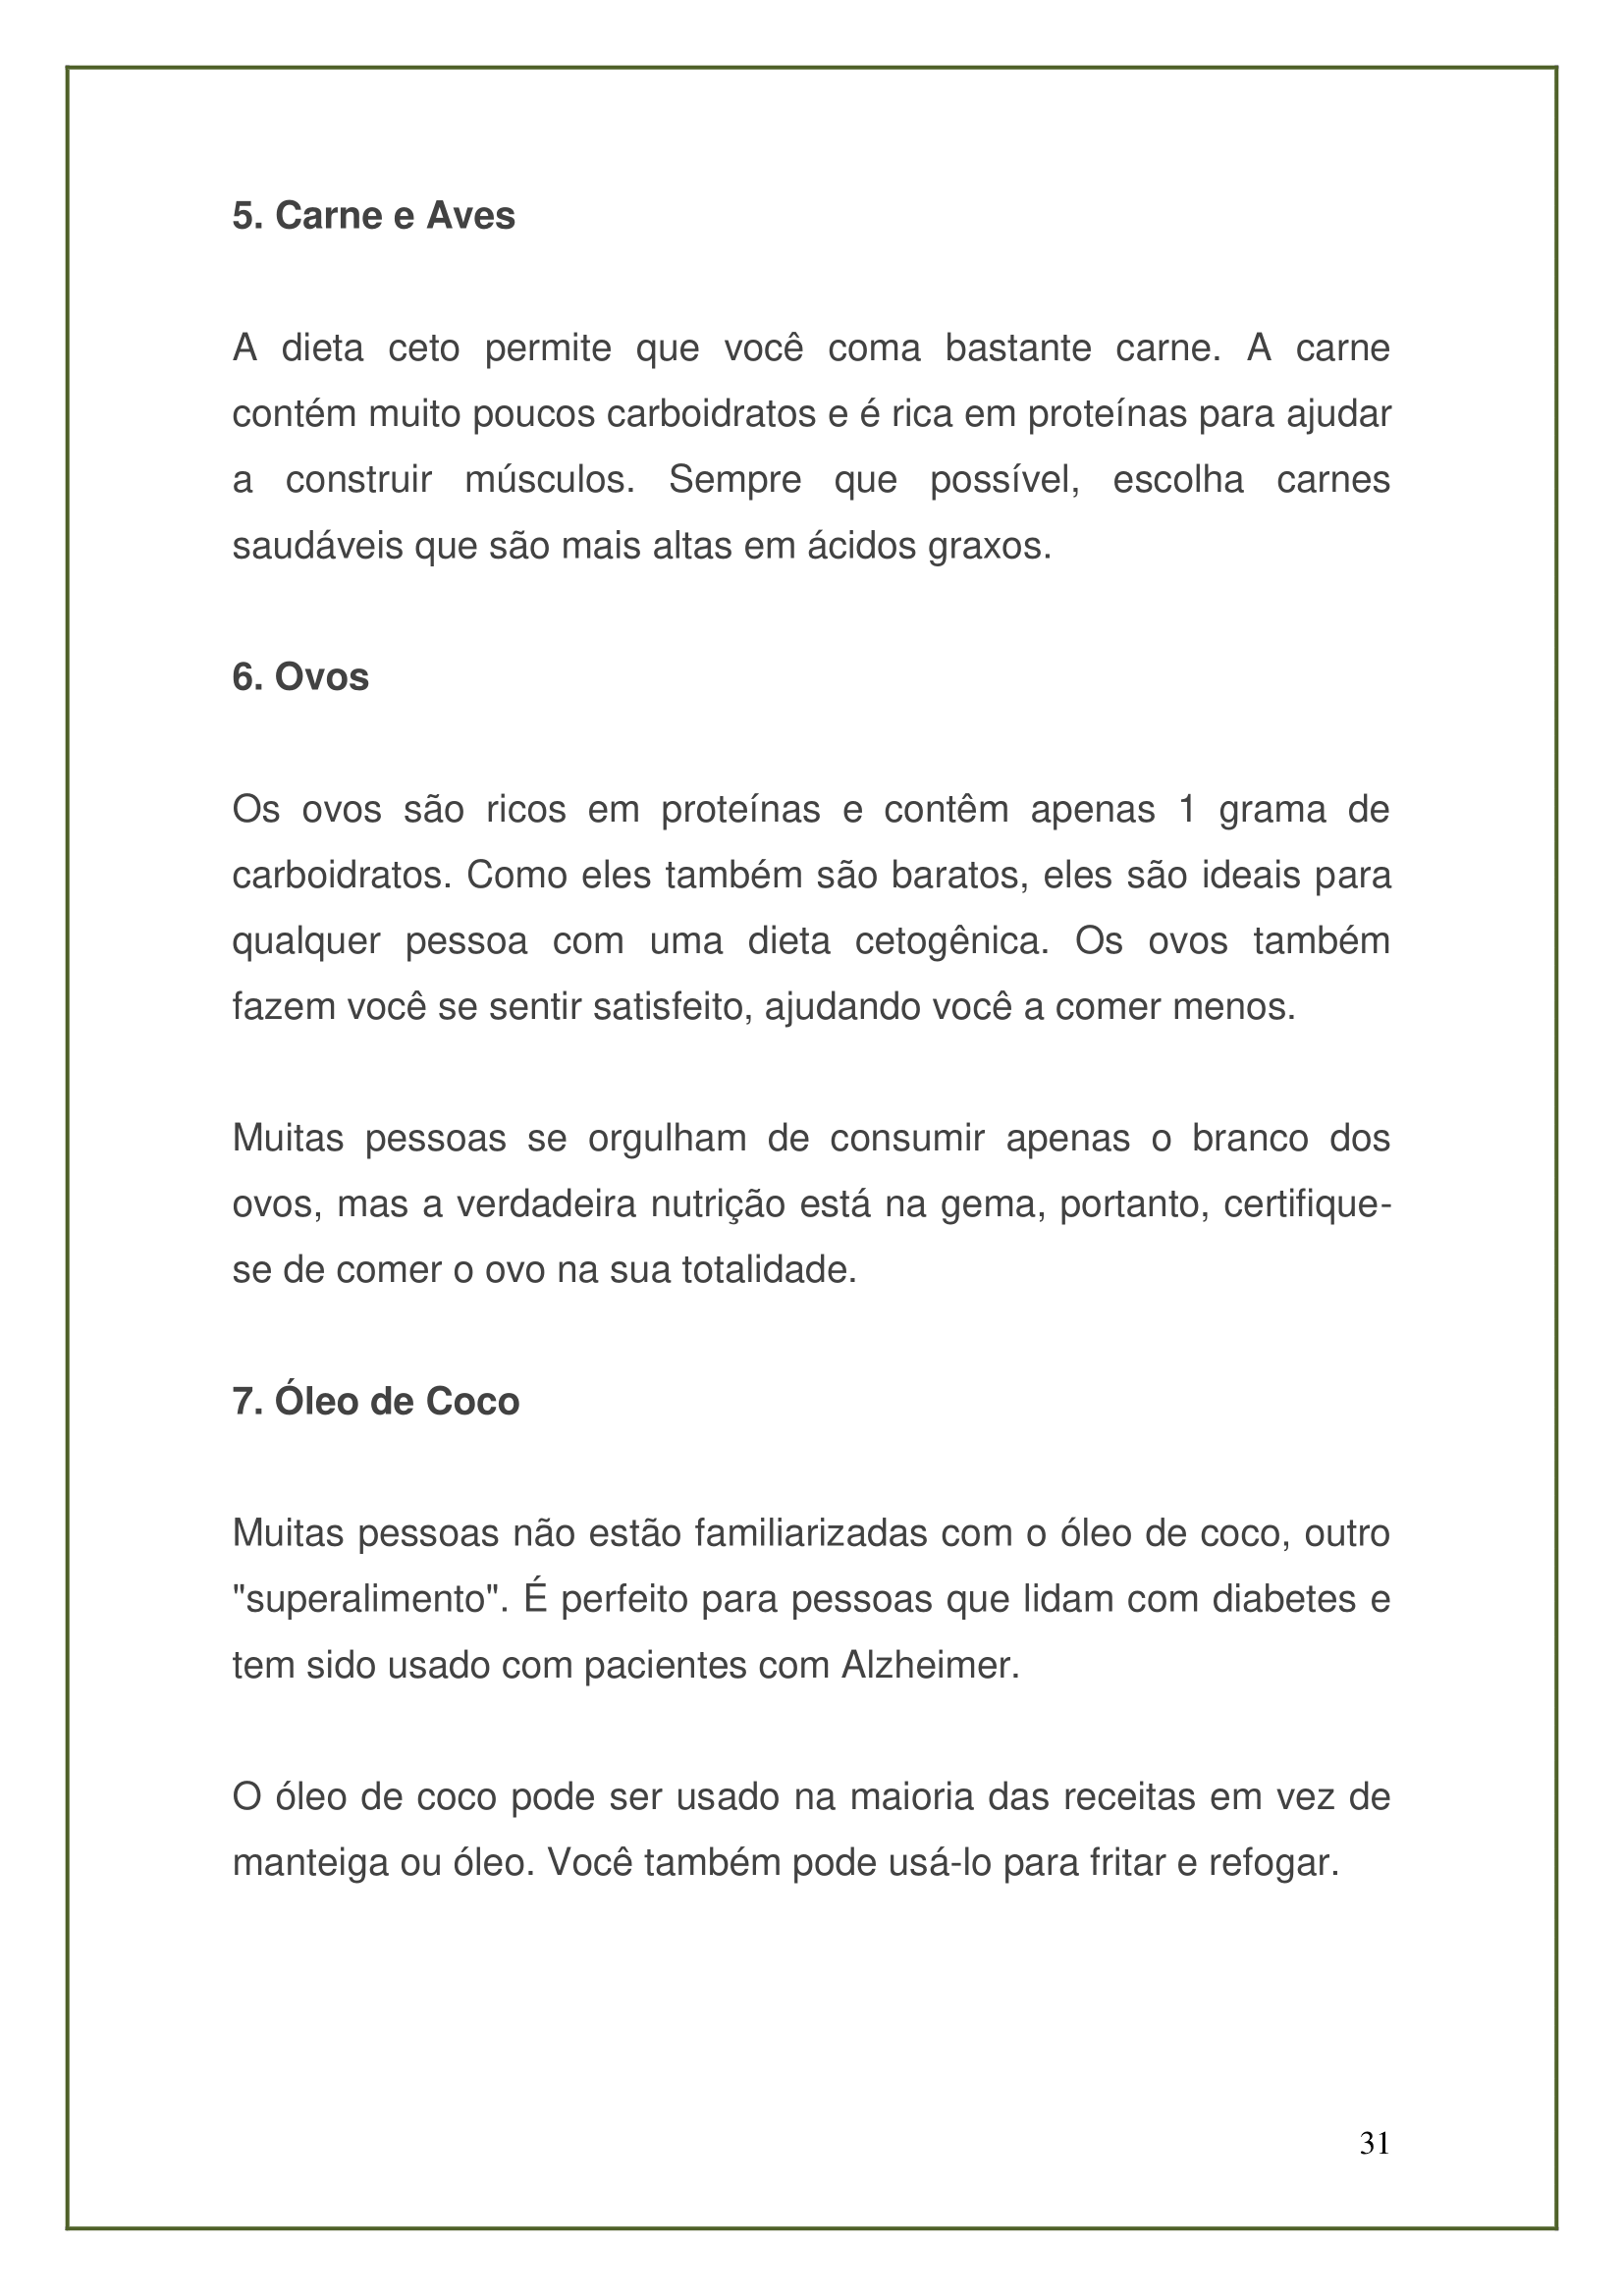 5. Carne e Aves
A dieta ceto permite que você coma bastante carne. A carne
contém muito poucos carboidratos e é rica em proteínas para ajudar
a construir músculos. Sempre que possível, escolha carnes
saudáveis que são mais altas em ácidos graxos.
6. Ovos
Os ovos são ricos em proteínas e contêm apenas 1 grama de
carboidratos. Como eles também são baratos, eles são ideais para
qualquer pessoa com uma dieta cetogênica. Os ovos também
fazem você se sentir satisfeito, ajudando você a comer menos.
Muitas pessoas se orgulham de consumir apenas o branco dos
ovos, mas a verdadeira nutrição está na gema, portanto, certifique-
se de comer o ovo na sua totalidade.
7. Óleo de Coco
Muitas pessoas não estão familiarizadas com o óleo de coco, outro
"superalimento". É perfeito para pessoas que lidam com diabetes e
tem sido usado com pacientes com Alzheimer.
O óleo de coco pode ser usado na maioria das receitas em vez de
manteiga ou óleo. Você também pode usá-lo para fritar e refogar.
31